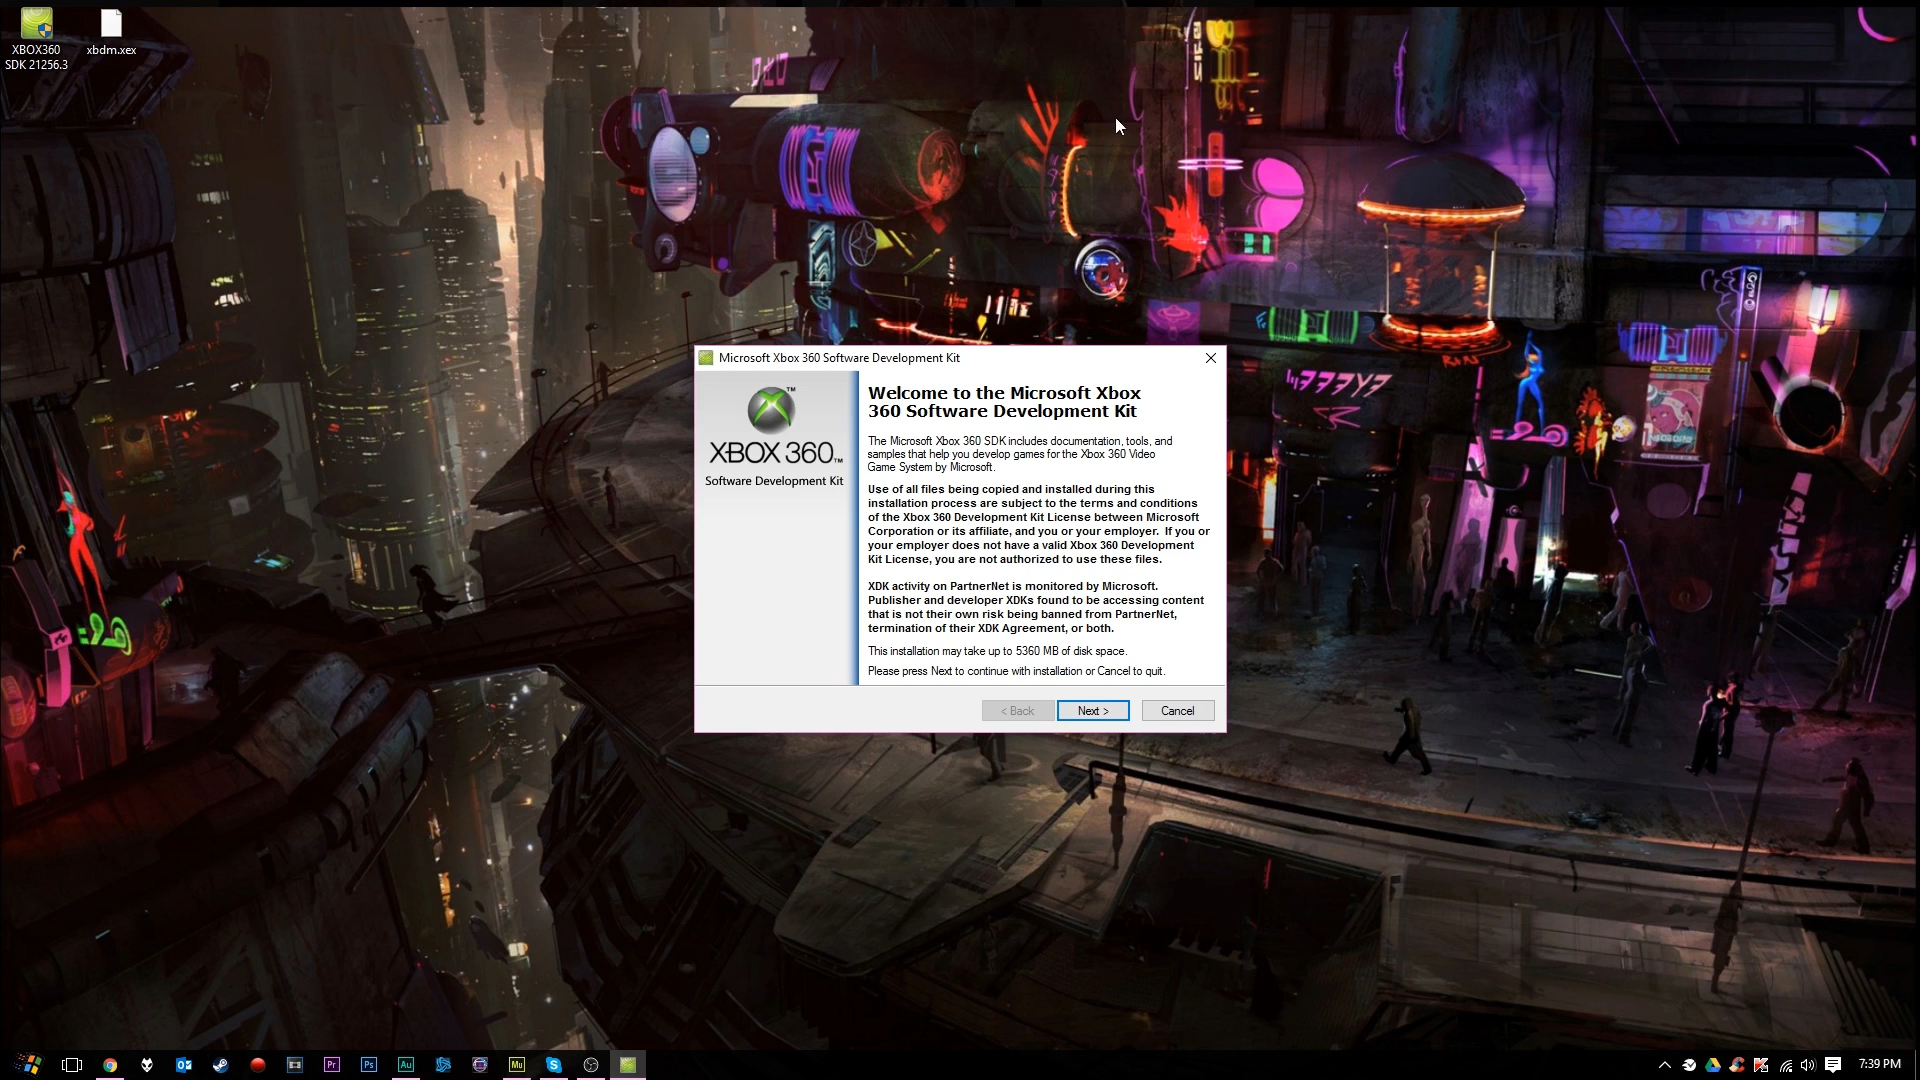 XBOX360
SDK 21256.3
xbdm.xex
Microsoft Xbox 360 Software Development Kit
XBOX 360™
Software Development Kit
Welcome to the Microsoft Xbox
360 Software Development Kit
The Microsoft Xbox 360 SDK includes documentation, tools, and
samples that help you develop games for the Xbox 360 Video
Game System by Microsoft.
Use of all files being copied and installed during this
installation process are subject to the terms and conditions
of the Xbox 360 Development Kit License between Microsoft
Corporation or its affiliate, and you or your employer. If you or
your employer does not have a valid Xbox 360 Development
Kit License, you are not authorized to use these files.
XDK activity on PartnerNet is monitored by Microsoft.
Publisher and developer XDKs found to be accessing content
that is not their own risk being banned from PartnerNet,
termination of their XDK Agreement, or both.
This installation may take up to 5360 MB of disk space.
Please press Next to continue with installation or Cancel to quit.
< Back
Next >
Cancel
Pr
Ps
Au
Mu
7:39 PM